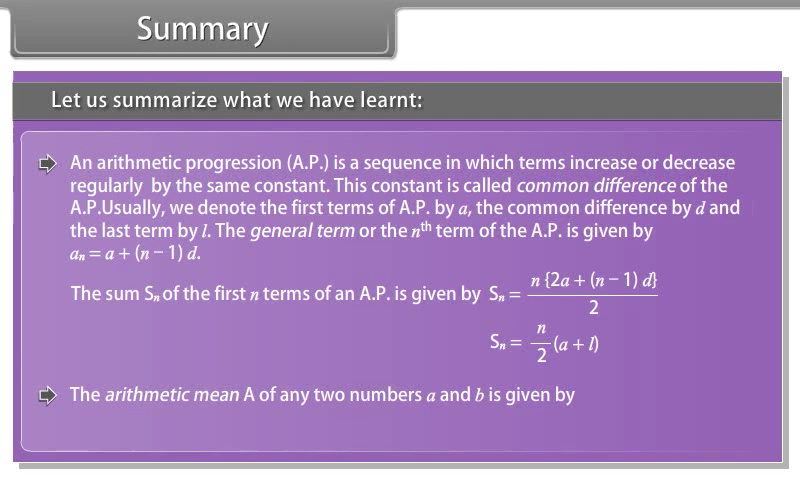 Summary
Let us summarize what we have learnt:
An arithmetic progression (A.P.) is a sequence in which terms increase or decrease
regularly by the same constant. This constant is called common difference of the
A.P.Usually, we denote the first terms of A.P. by a, the common difference by d and
the last term by l. The general term or the nth term of the A.P. is given by
aₙ = a + (n − 1) d.
The sum Sₙ of the first n terms of an A.P. is given by Sₙ = n {2a + (n − 1) d} / 2
Sₙ = n/2 (a + l)
The arithmetic mean A of any two numbers a and b is given by